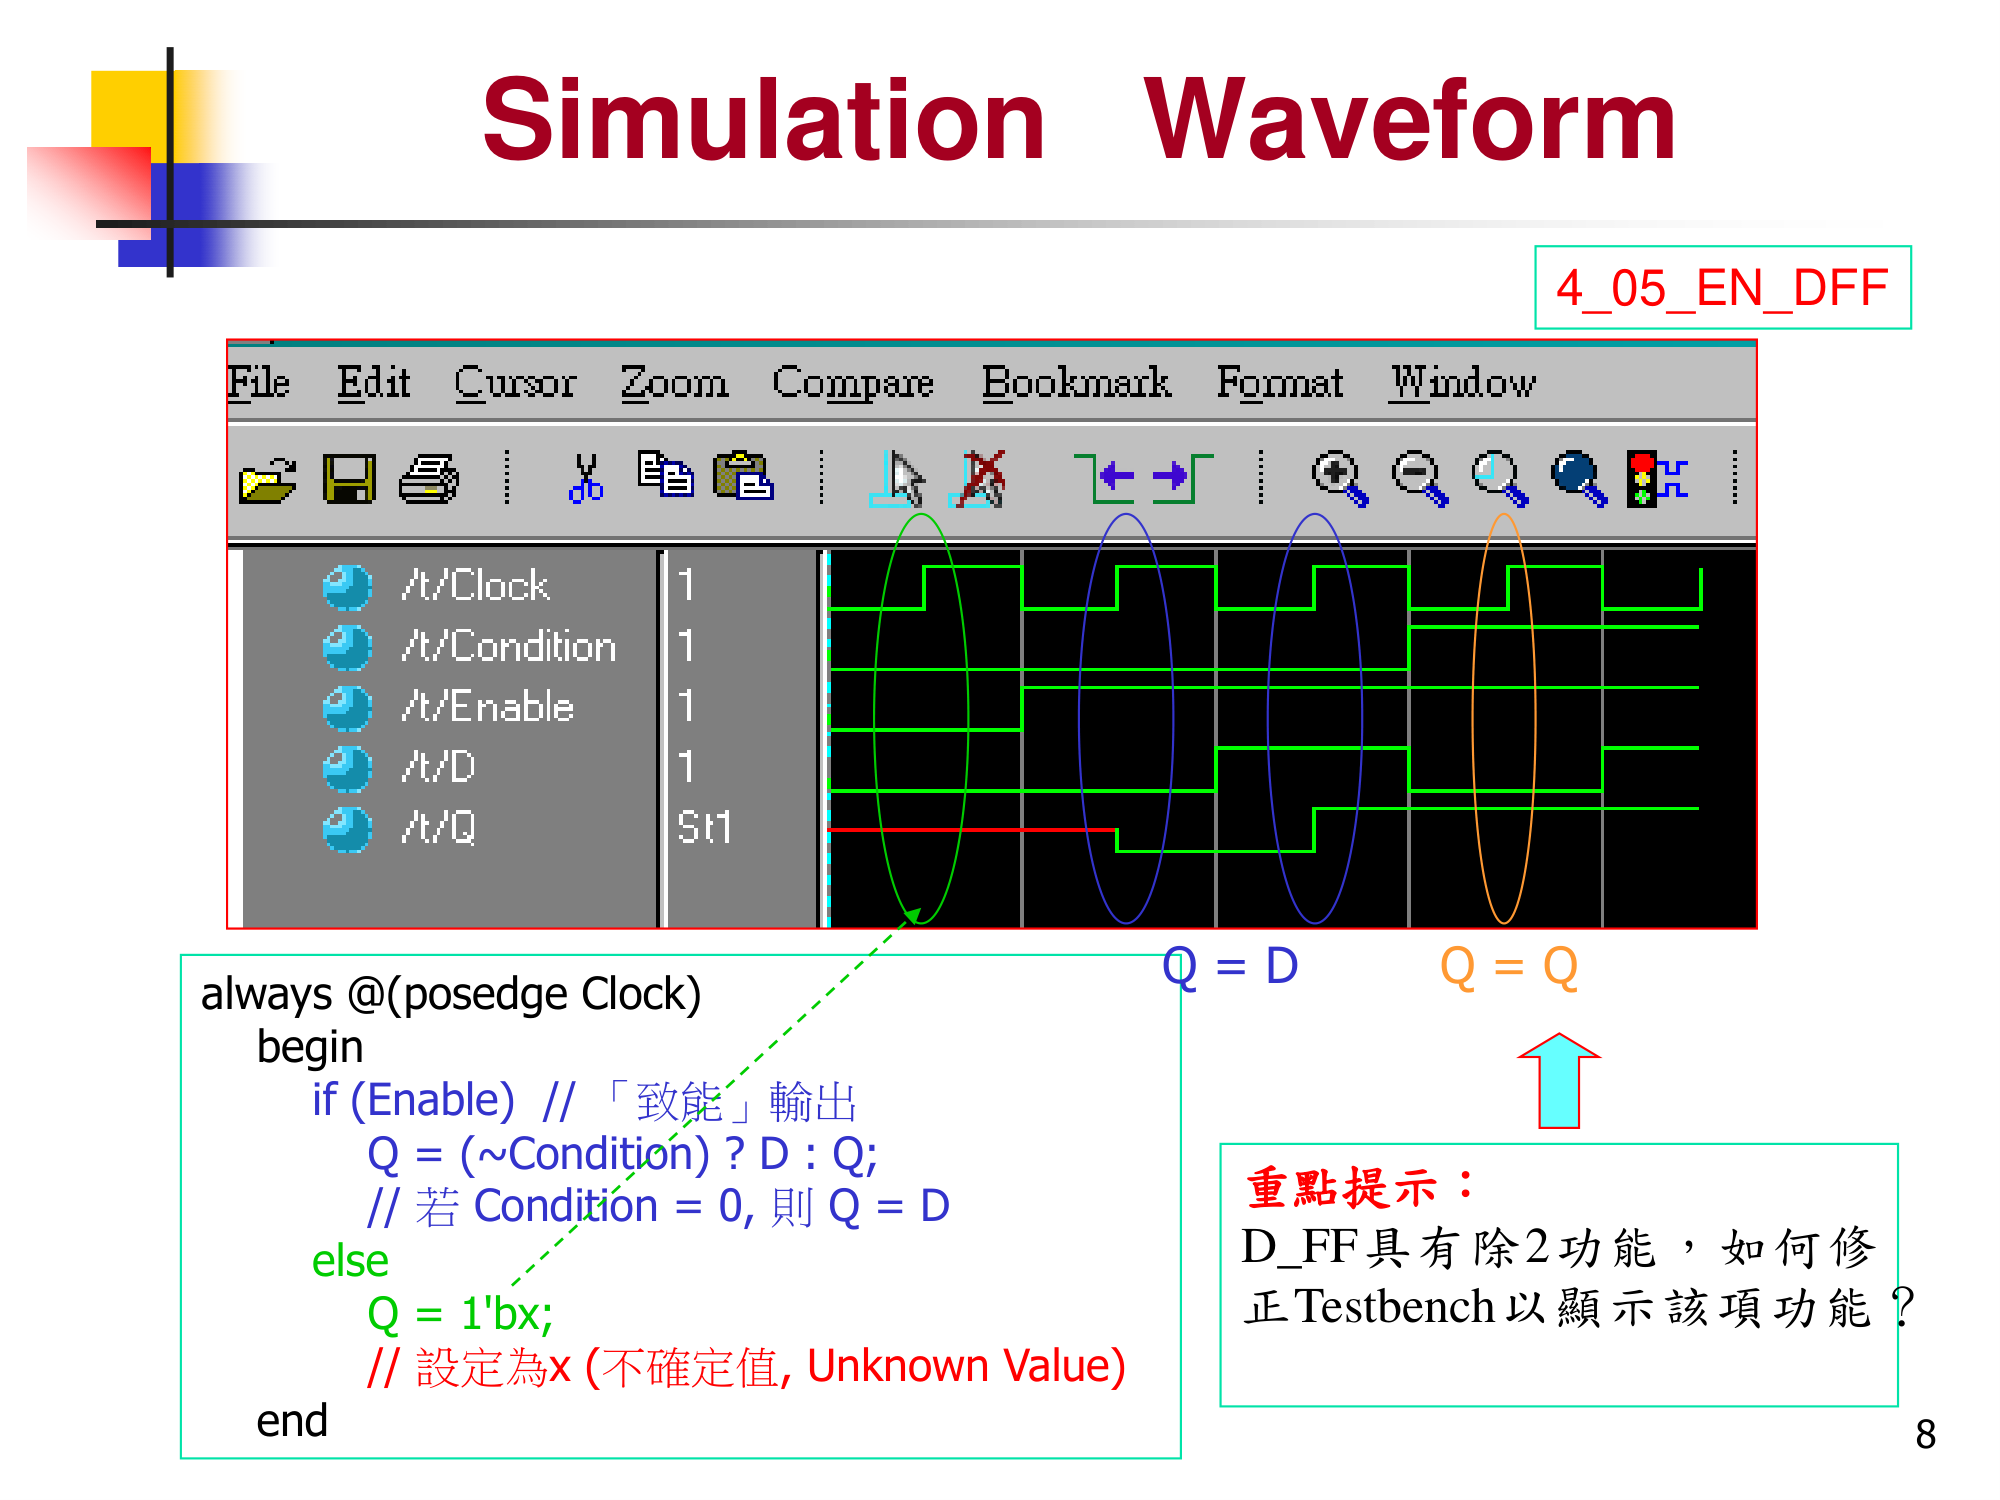 Simulation Waveform
4_05_EN_DFF
File Edit Cursor Zoom Compare Bookmark Format Window
/t/Clock 1
/t/Condition 1
/t/Enable 1
/t/D 1
/t/Q St1
Q = D Q = Q
always @(posedge Clock)
begin
if (Enable) // 「致能」輸出
Q = (~Condition) ? D : Q;
// 若 Condition = 0, 則 Q = D
else
Q = 1'bx;
// 設定為x (不確定值, Unknown Value)
end
重點提示：
D_FF具有除2功能，如何修
正Testbench以顯示該項功能？
8